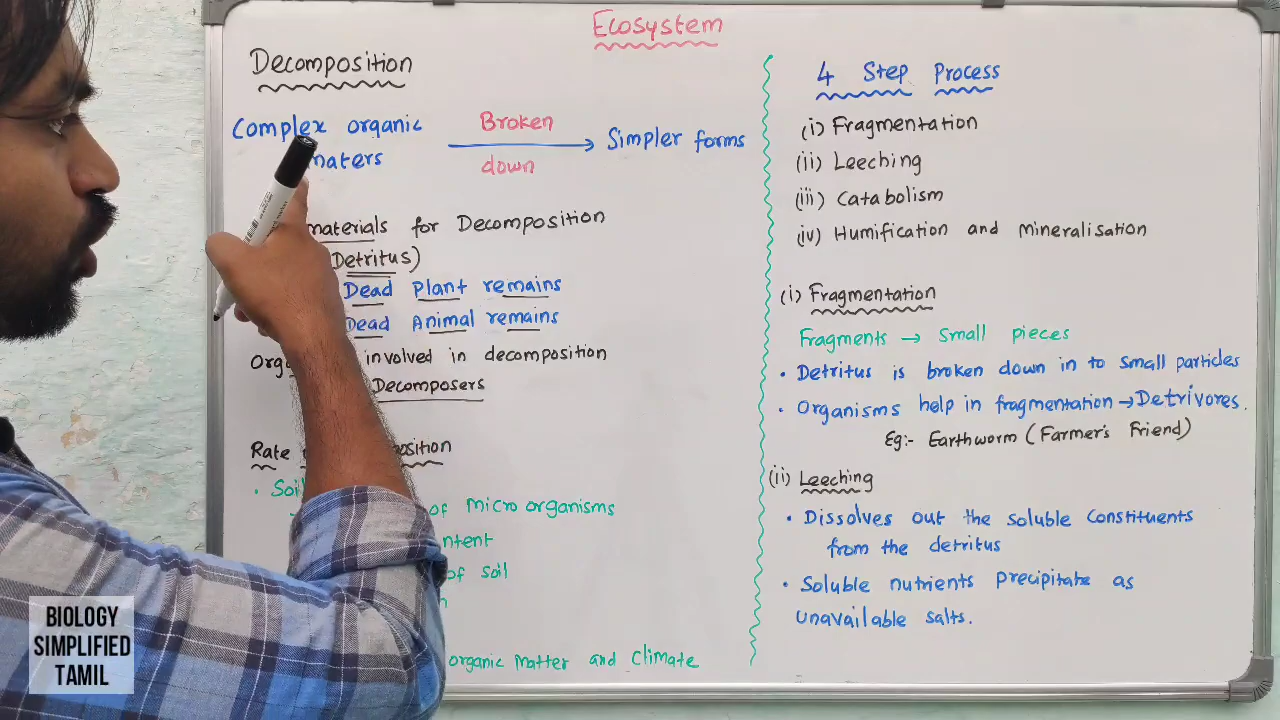 Ecosystem
Decomposition
Complex organic
maters
Broken
down
Simpler forms
materials for Decomposition
Detritus)
Dead Plant remains
Dead Animal remains
involved in decomposition
Decomposers
Rate
of micro organisms
of soil
organic matter and climate
4 Step Process
(i) Fragmentation
(ii) Leeching
(iii) Catabolism
(iv) Humification and mineralisation
(i) Fragmentation
Fragments → Small pieces
• Detritus is broken down in to small particles
• Organisms help in fragmentation → Detrivores.
Eg:- Earthworm (Farmer's Friend)
(ii) Leeching
• Dissolves out the soluble constituents
from the detritus
• Soluble nutrients precipitate as
unavailable salts.
BIOLOGY
SIMPLIFIED
TAMIL